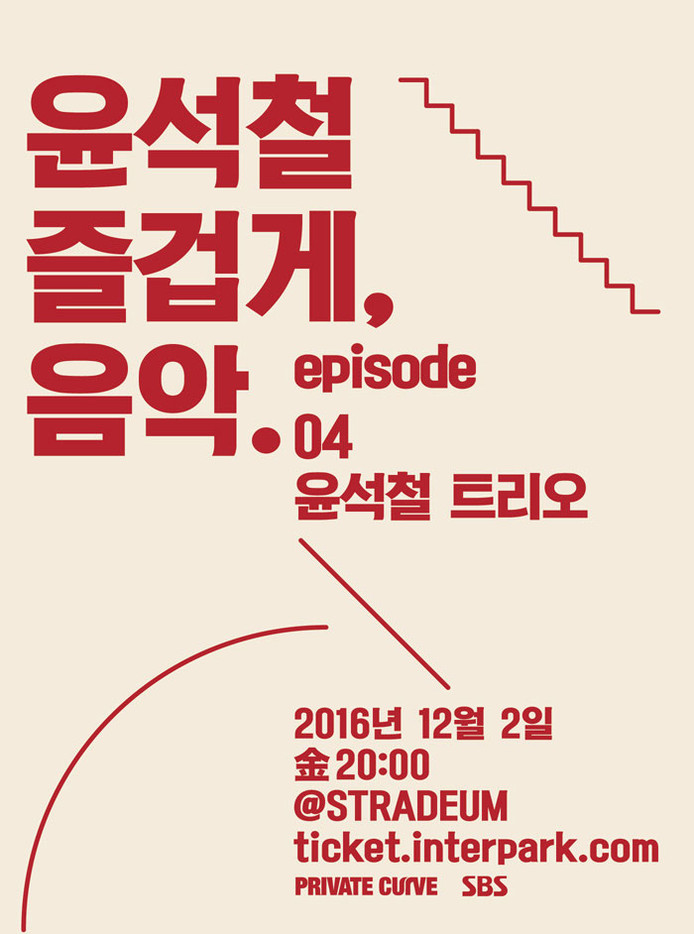 윤석철
즐겁게,
음악.
episode
04
윤석철 트리오
2016년 12월 2일
金 20:00
@STRADEUM
ticket.interpark.com
PRIVATE CURVE SBS